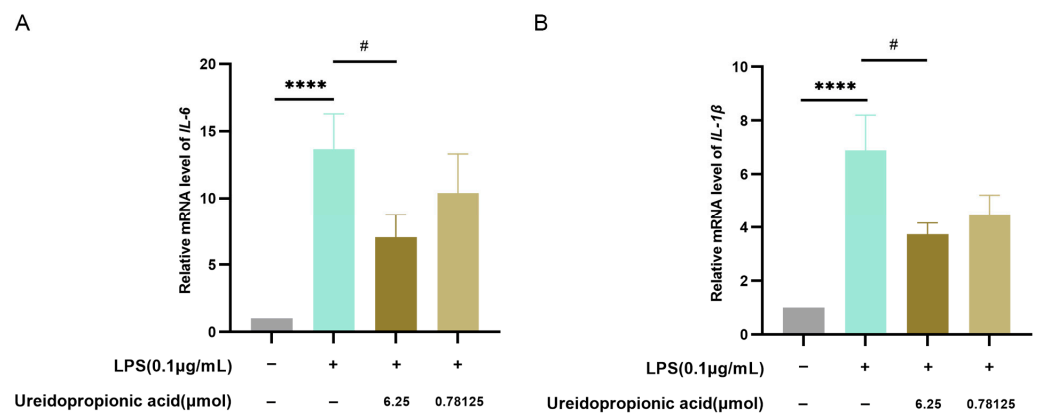 A
B
#
****
Relative mRNA level of IL-6
20
15
10
5
0
LPS(0.1μg/mL) − + + +
Ureidopropionic acid(μmol) − − 6.25 0.78125
#
****
Relative mRNA level of IL-1β
10
8
6
4
2
0
LPS(0.1μg/mL) − + + +
Ureidopropionic acid(μmol) − − 6.25 0.78125